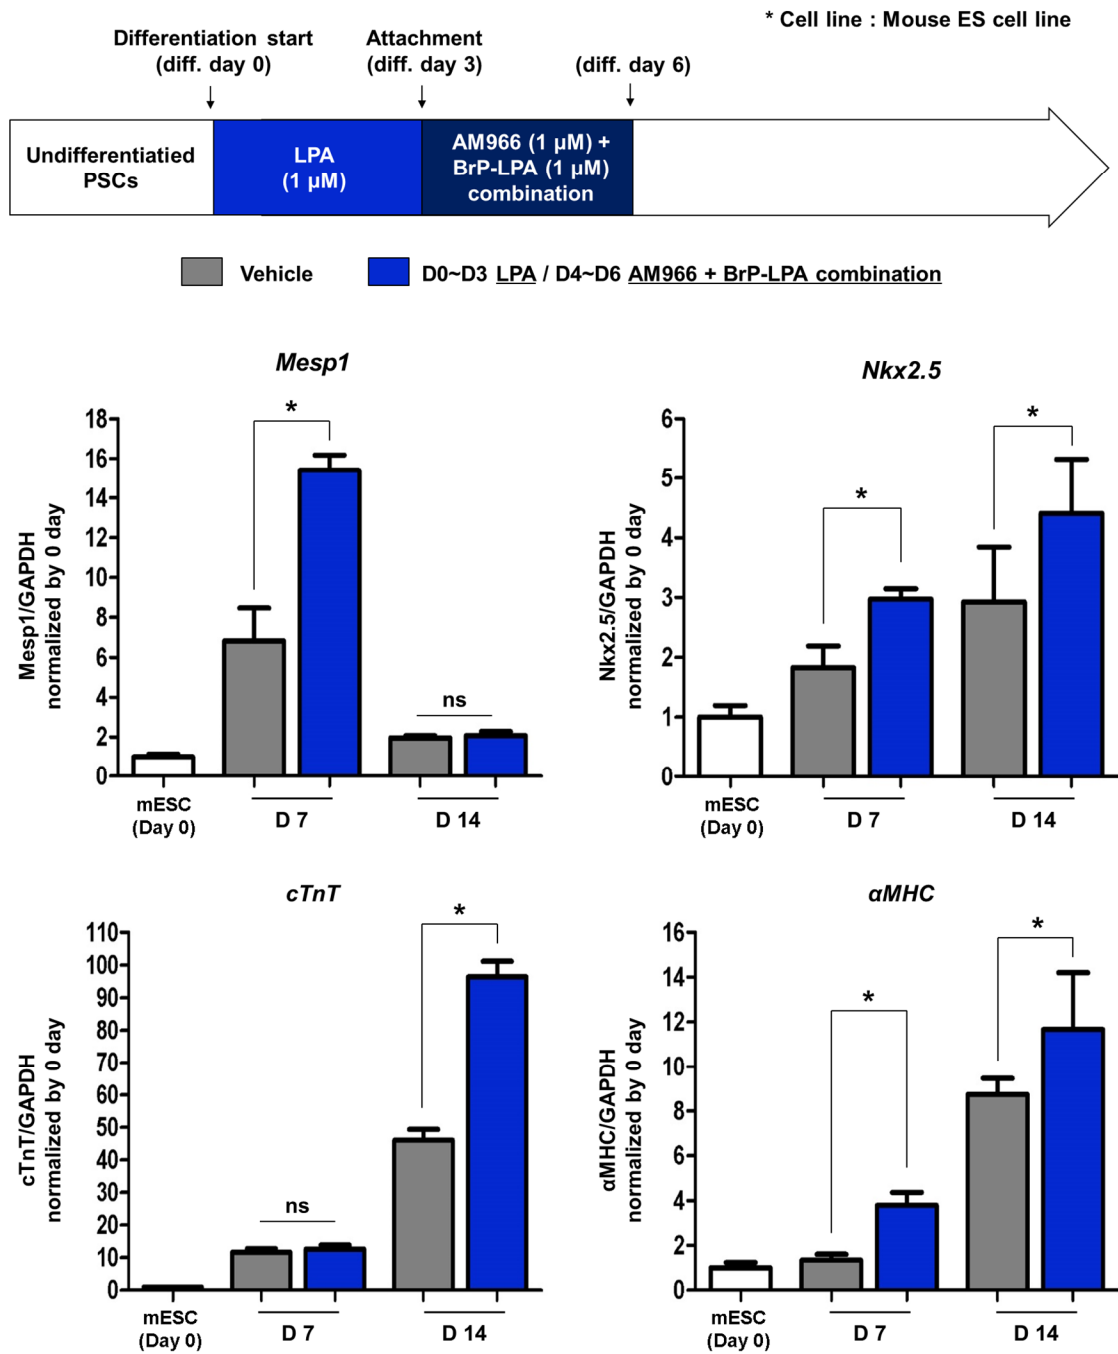 * Cell line : Mouse ES cell line
Differentiation start
(diff. day 0)
Attachment
(diff. day 3)
(diff. day 6)
Undifferentiatied
PSCs
LPA
(1 μM)
AM966 (1 μM) +
BrP-LPA (1 μM)
combination
Vehicle
D0~D3 LPA / D4~D6 AM966 + BrP-LPA combination
Mesp1
Mesp1/GAPDH
normalized by 0 day
18
16
14
12
10
8
6
4
2
0
*
ns
mESC
(Day 0)
D 7
D 14
Nkx2.5
Nkx2.5/GAPDH
normalized by 0 day
6
5
4
3
2
1
0
*
*
mESC
(Day 0)
D 7
D 14
cTnT
cTnT/GAPDH
normalized by 0 day
110
100
90
80
70
60
50
40
30
20
10
0
ns
*
mESC
(Day 0)
D 7
D 14
αMHC
αMHC/GAPDH
normalized by 0 day
16
14
12
10
8
6
4
2
0
*
*
mESC
(Day 0)
D 7
D 14